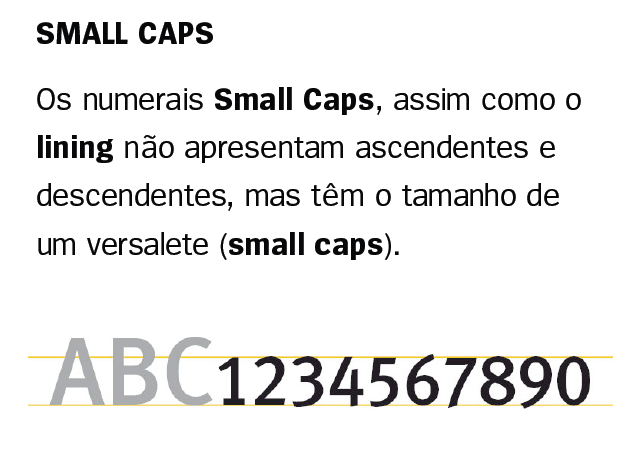 SMALL CAPS
Os numerais Small Caps, assim como o
lining não apresentam ascendentes e
descendentes, mas têm o tamanho de
um versalete (small caps).
ABC1234567890